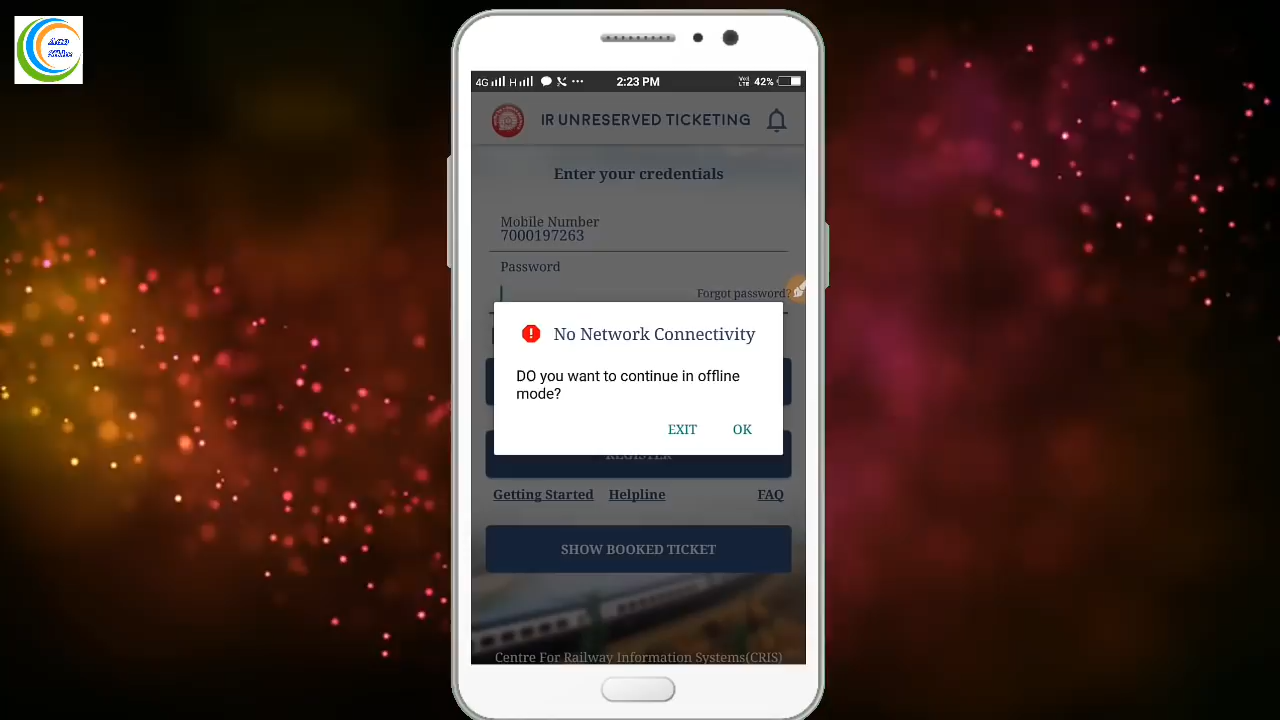 4G H 2:23 PM VoD LTE 42%
IR UNRESERVED TICKETING
Enter your credentials
Mobile Number
7000197263
Password
Forgot password?
No Network Connectivity
DO you want to continue in offline
mode?
EXIT OK
REGISTER
Getting Started Helpline FAQ
SHOW BOOKED TICKET
Centre For Railway Information Systems(CRIS)